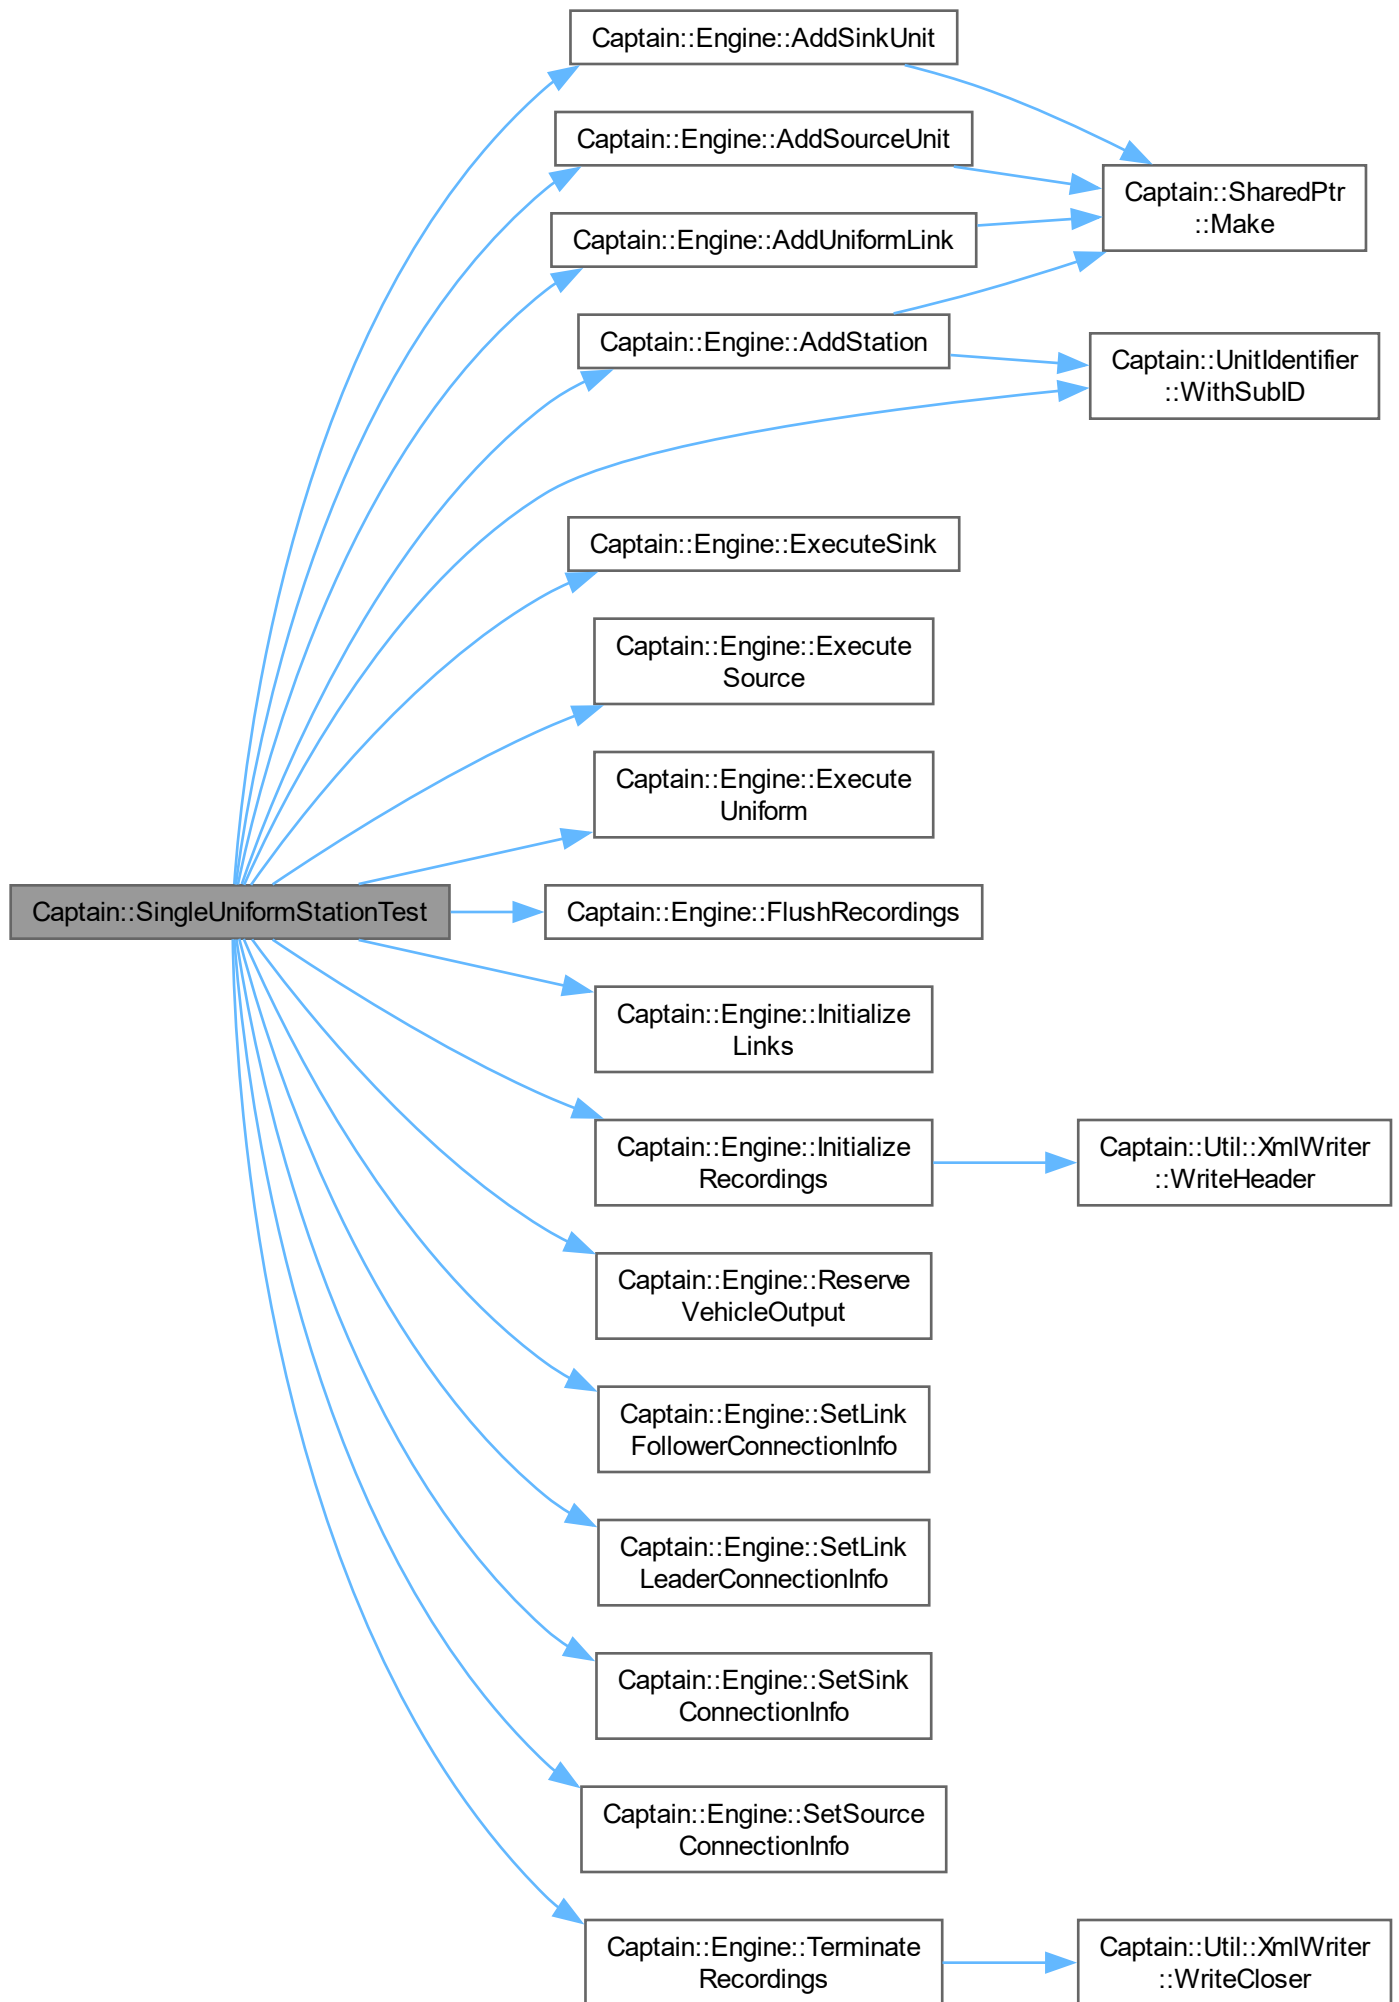 Captain::Engine::AddSinkUnit
Captain::Engine::AddSourceUnit
Captain::SharedPtr
::Make
Captain::Engine::AddUniformLink
Captain::Engine::AddStation
Captain::UnitIdentifier
::WithSubID
Captain::Engine::ExecuteSink
Captain::Engine::Execute
Source
Captain::Engine::Execute
Uniform
Captain::SingleUniformStationTest
Captain::Engine::FlushRecordings
Captain::Engine::Initialize
Links
Captain::Engine::Initialize
Recordings
Captain::Util::XmlWriter
::WriteHeader
Captain::Engine::Reserve
VehicleOutput
Captain::Engine::SetLink
FollowerConnectionInfo
Captain::Engine::SetLink
LeaderConnectionInfo
Captain::Engine::SetSink
ConnectionInfo
Captain::Engine::SetSource
ConnectionInfo
Captain::Engine::Terminate
Recordings
Captain::Util::XmlWriter
::WriteCloser